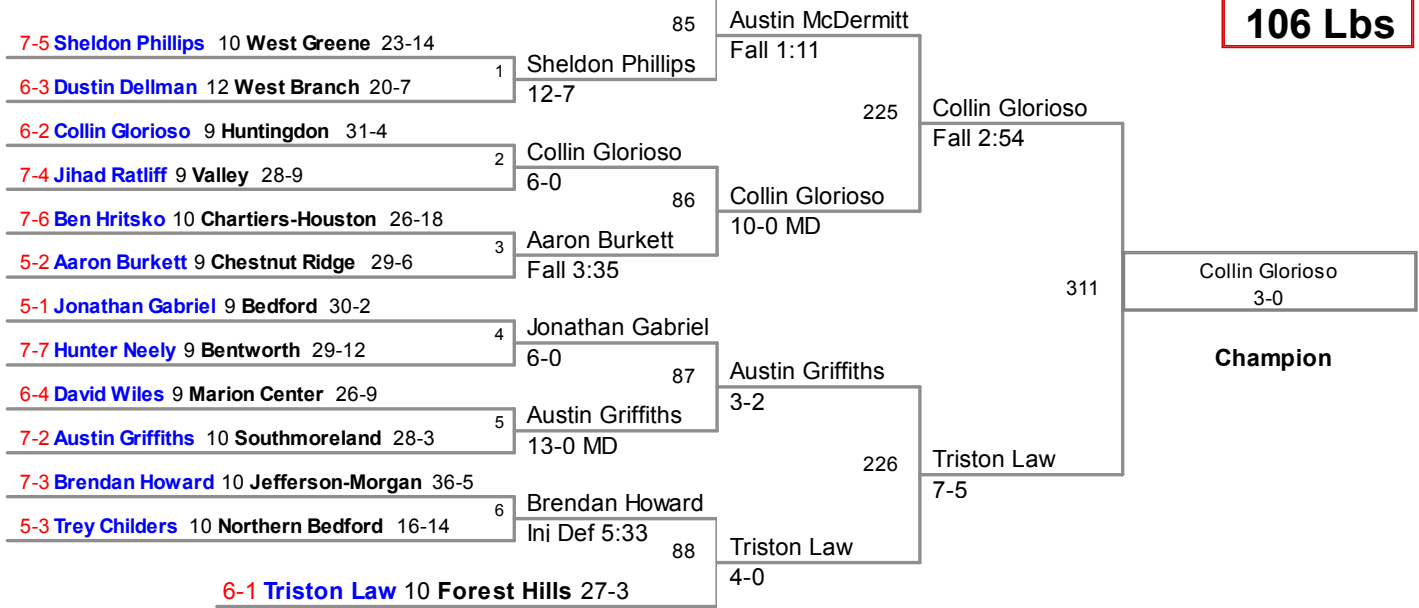 106 Lbs
7-5 Sheldon Phillips 10 West Greene 23-14
6-3 Dustin Dellman 12 West Branch 20-7
6-2 Collin Glorioso 9 Huntingdon 31-4
7-4 Jihad Ratliff 9 Valley 28-9
7-6 Ben Hritsko 10 Chartiers-Houston 26-18
5-2 Aaron Burkett 9 Chestnut Ridge 29-6
5-1 Jonathan Gabriel 9 Bedford 30-2
7-7 Hunter Neely 9 Bentworth 29-12
6-4 David Wiles 9 Marion Center 26-9
7-2 Austin Griffiths 10 Southmoreland 28-3
7-3 Brendan Howard 10 Jefferson-Morgan 36-5
5-3 Trey Childers 10 Northern Bedford 16-14
6-1 Triston Law 10 Forest Hills 27-3
1
Sheldon Phillips
12-7
2
Collin Glorioso
6-0
3
Aaron Burkett
Fall 3:35
4
Jonathan Gabriel
6-0
5
Austin Griffiths
13-0 MD
6
Brendan Howard
Inj Def 5:33
85
Austin McDermitt
Fall 1:11
86
Collin Glorioso
10-0 MD
87
Austin Griffiths
3-2
88
Triston Law
4-0
225
Collin Glorioso
Fall 2:54
226
Triston Law
7-5
311
Collin Glorioso
3-0
Champion